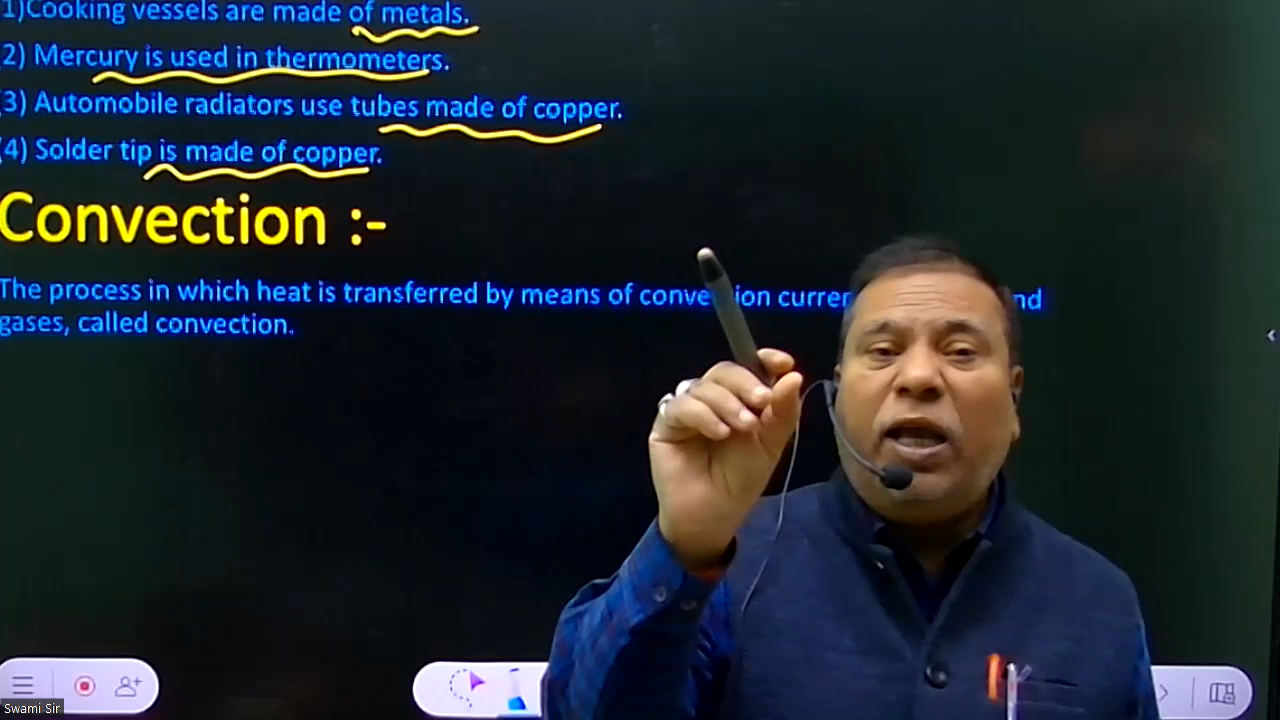 1)Cooking vessels are made of metals.
2) Mercury is used in thermometers.
(3) Automobile radiators use tubes made of copper.
(4) Solder tip is made of copper.
Convection :-
The process in which heat is transferred by means of
gases, called convection.
Swami Sir